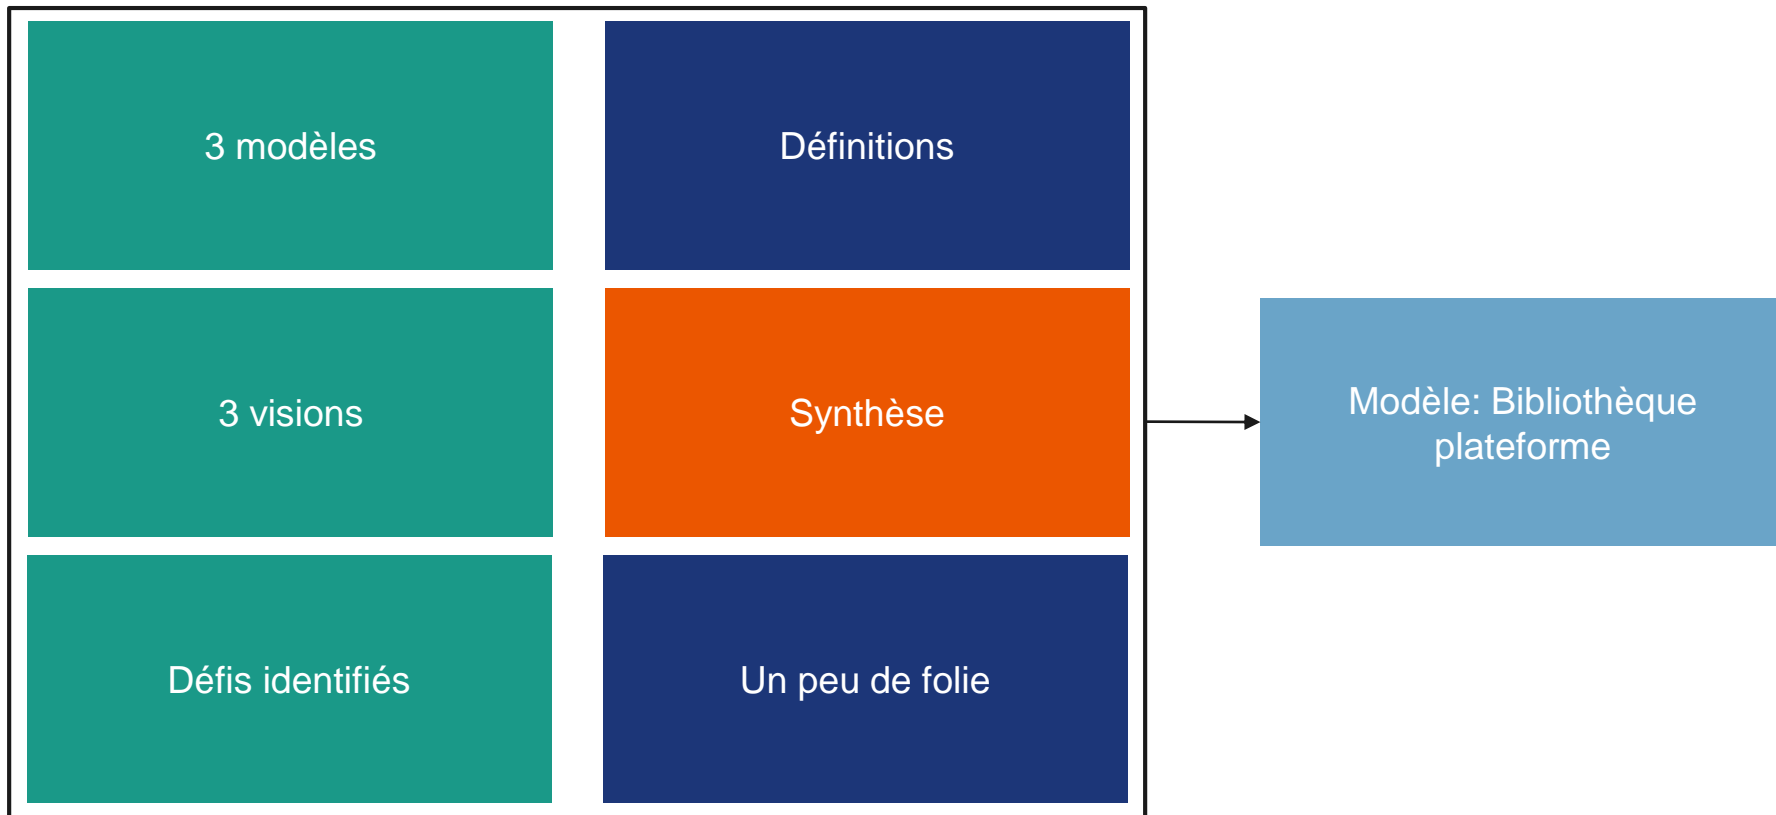 3 modèles
Définitions
3 visions
Synthèse
Modèle: Bibliothèque
plateforme
Défis identifiés
Un peu de folie